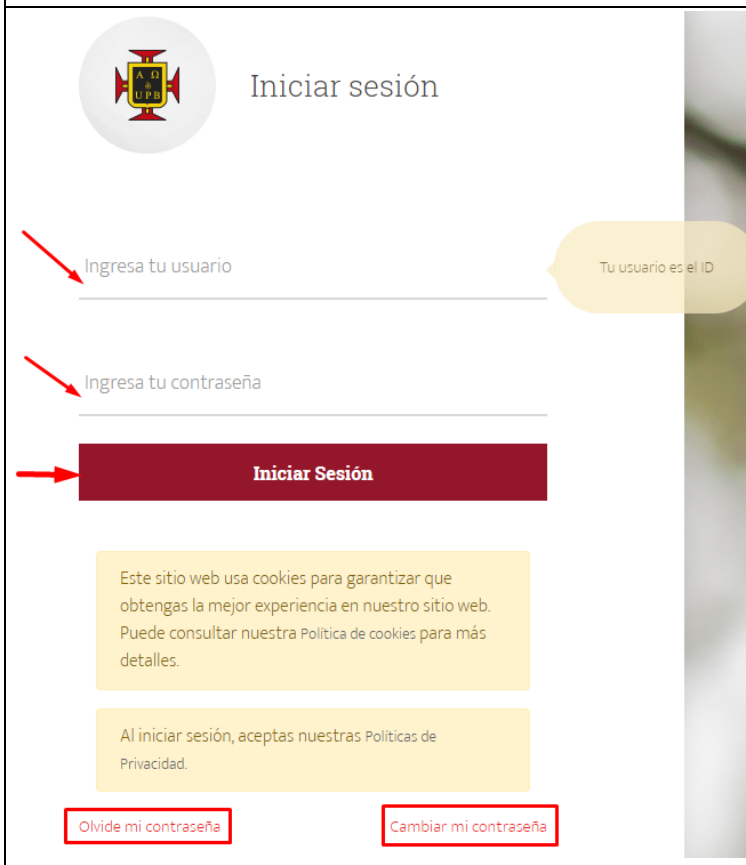 A Ω
&
UPB
Iniciar sesión
Ingresa tu usuario
Tu usuario es el ID
Ingresa tu contraseña
Iniciar Sesión
Este sitio web usa cookies para garantizar que
obtengas la mejor experiencia en nuestro sitio web.
Puede consultar nuestra Política de cookies para más
detalles.
Al iniciar sesión, aceptas nuestras Políticas de
Privacidad.
Olvide mi contraseña
Cambiar mi contraseña